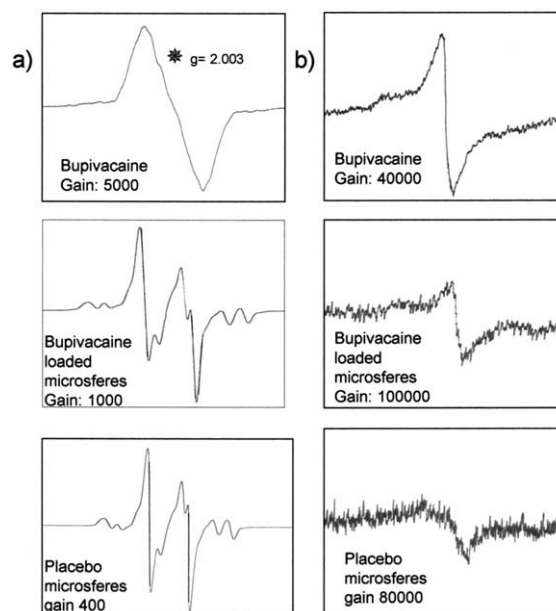 a)
✵ g= 2.003
Bupivacaine
Gain: 5000
b)
Bupivacaine
Gain: 40000
Bupivacaine
loaded
microsferes
Gain: 1000
Bupivacaine
loaded
microsferes
Gain: 100000
Placebo
microsferes
gain 400
Placebo
microsferes
gain 80000